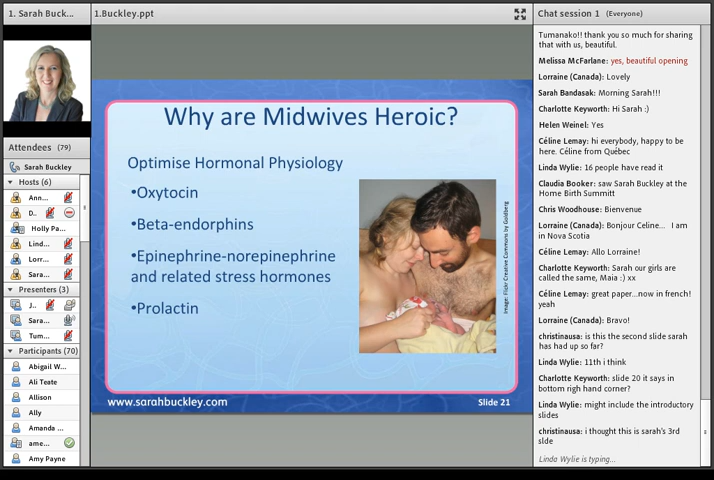 1. Sarah Buck...
Attendees (79)
Sarah Buckley
Hosts (6)
Ann...
D..
Holly Pa...
Lind...
Lorr...
Sara...
Presenters (3)
J..
Sara...
Tum...
Participants (70)
Abigail W...
Ali Teate
Allison
Ally
Amanda ...
ame...
Amy Payne
1.Buckley.ppt
Why are Midwives Heroic?
Optimise Hormonal Physiology
•Oxytocin
•Beta-endorphins
•Epinephrine-norepinephrine
and related stress hormones
•Prolactin
Image: Flickr Creative Commons by Goldberg
www.sarahbuckley.com
Slide 21
Chat session 1 (Everyone)
Tumanako!! thank you so much for sharing
that with us, beautiful.
Melissa McFarlane: yes, beautiful opening
Lorraine (Canada): Lovely
Sarah Bandasak: Morning Sarah!!!
Charlotte Keyworth: Hi Sarah :)
Helen Weinel: Yes
Céline Lemay: hi everybody, happy to be
here. Céline from Québec
Linda Wylie: 16 people have read it
Claudia Booker: saw Sarah Buckley at the
Home Birth Sumnitt
Chris Woodhouse: Bienvenue
Lorraine (Canada): Bonjour Celine... I am
in Nova Scotia
Céline Lemay: Allo Lorraine!
Charlotte Keyworth: Sarah our girls are
called the same, Maia :) xx
Céline Lemay: great paper...now in french!
yeah
Lorraine (Canada): Bravo!
christinausa: is this the second slide sarah
has had up so far?
Linda Wylie: 11th i think
Charlotte Keyworth: slide 20 it says in
bottom righ hand corner?
Linda Wylie: might include the introductory
slides
christinausa: i thought this is sarah's 3rd
slde
Linda Wylie is typing...